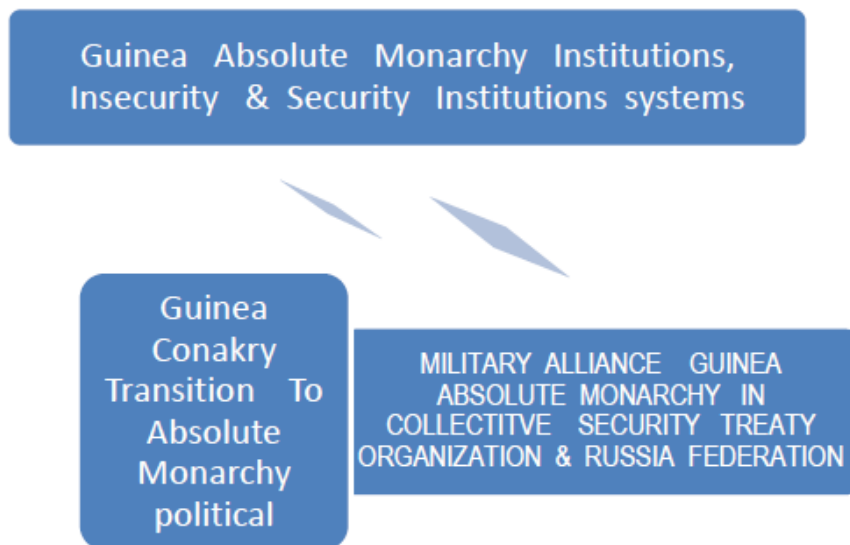 Guinea Absolute Monarchy Institutions,
Insecurity & Security Institutions systems
Guinea
Conakry
Transition To
Absolute
Monarchy
political
MILITARY ALLIANCE GUINEA
ABSOLUTE MONARCHY IN
COLLECTITVE SECURITY TREATY
ORGANIZATION & RUSSIA FEDERATION